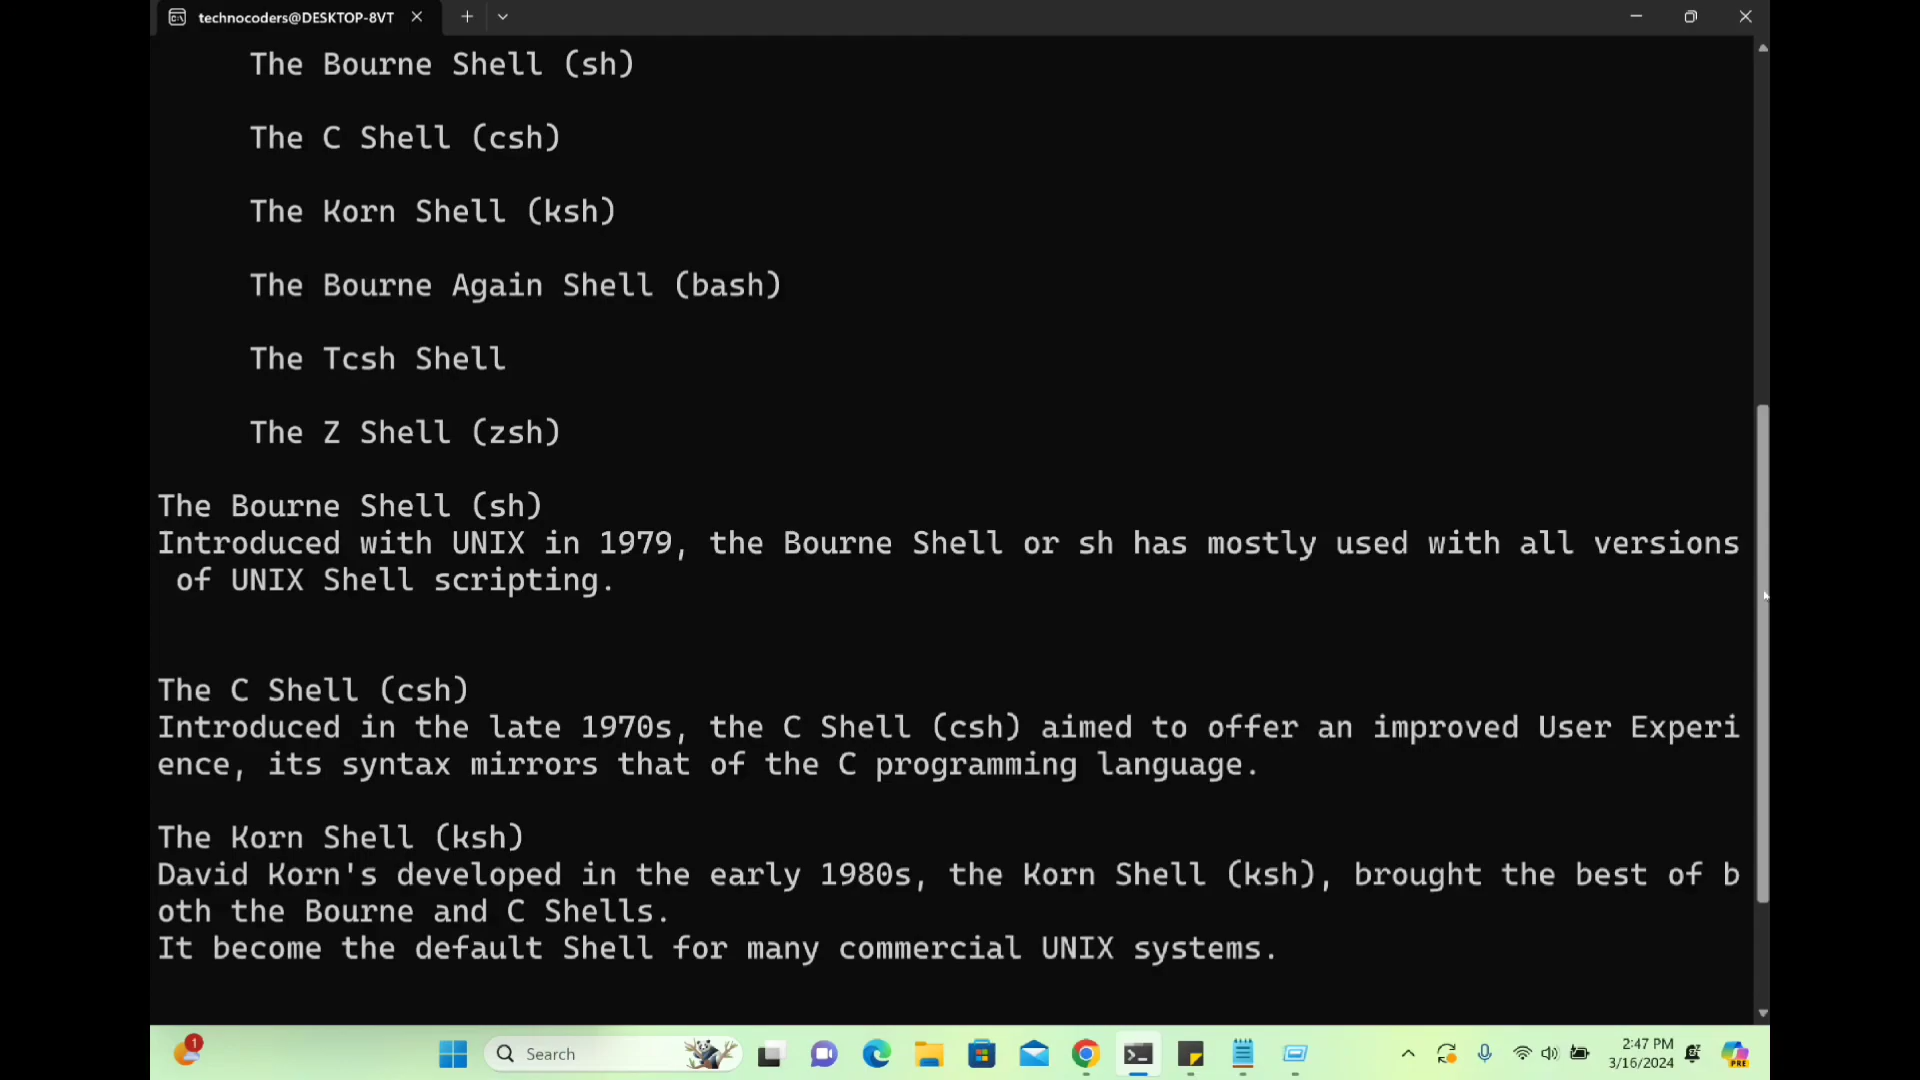 technocoders@DESKTOP-8VT
The Bourne Shell (sh)
The C Shell (csh)
The Korn Shell (ksh)
The Bourne Again Shell (bash)
The Tcsh Shell
The Z Shell (zsh)
The Bourne Shell (sh)
Introduced with UNIX in 1979, the Bourne Shell or sh has mostly used with all versions
of UNIX Shell scripting.
The C Shell (csh)
Introduced in the late 1970s, the C Shell (csh) aimed to offer an improved User Experi
ence, its syntax mirrors that of the C programming language.
The Korn Shell (ksh)
David Korn's developed in the early 1980s, the Korn Shell (ksh), brought the best of b
oth the Bourne and C Shells.
It become the default Shell for many commercial UNIX systems.
1
Search
2:47 PM
3/16/2024
PRE